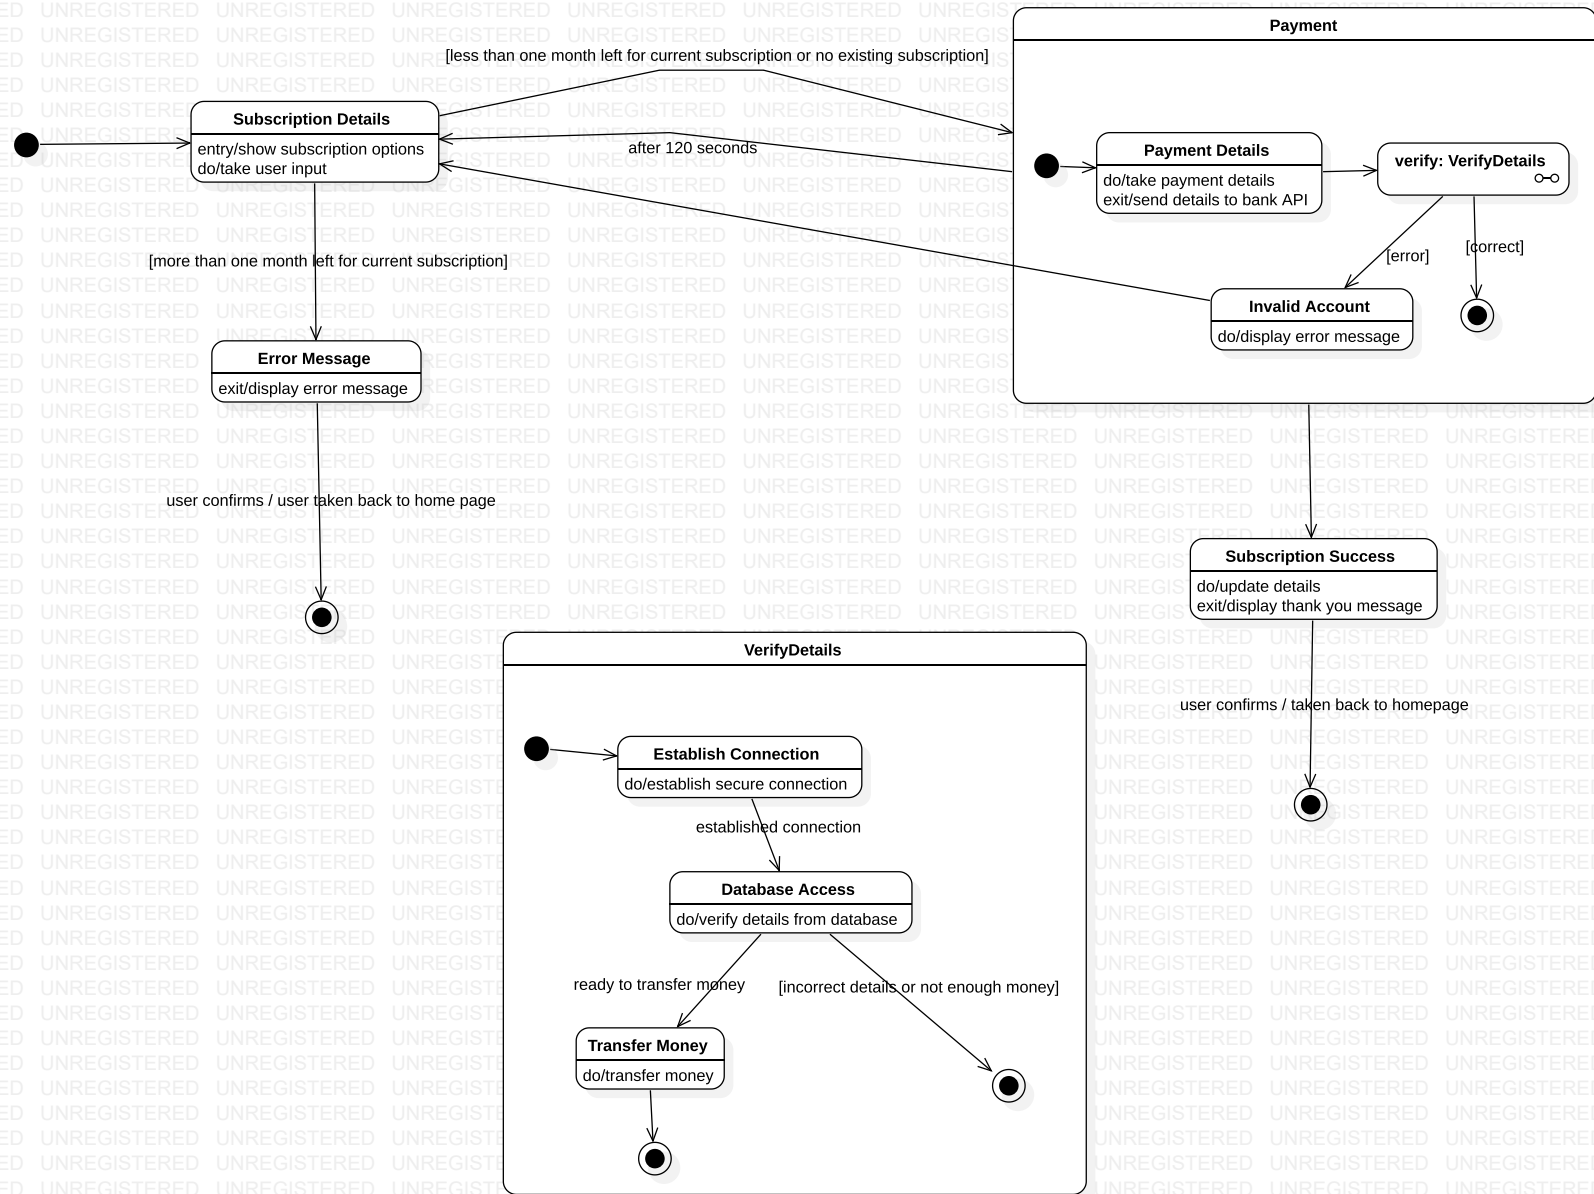 Payment
[less than one month left for current subscription or no existing subscription]
Subscription Details
entry/show subscription options
do/take user input
after 120 seconds
Payment Details
do/take payment details
exit/send details to bank API
verify: VerifyDetails
[error]
[correct]
[more than one month left for current subscription]
Invalid Account
do/display error message
Error Message
exit/display error message
user confirms / user taken back to home page
Subscription Success
do/update details
exit/display thank you message
user confirms / taken back to homepage
VerifyDetails
Establish Connection
do/establish secure connection
established connection
Database Access
do/verify details from database
ready to transfer money
[incorrect details or not enough money]
Transfer Money
do/transfer money
UNREGISTERED